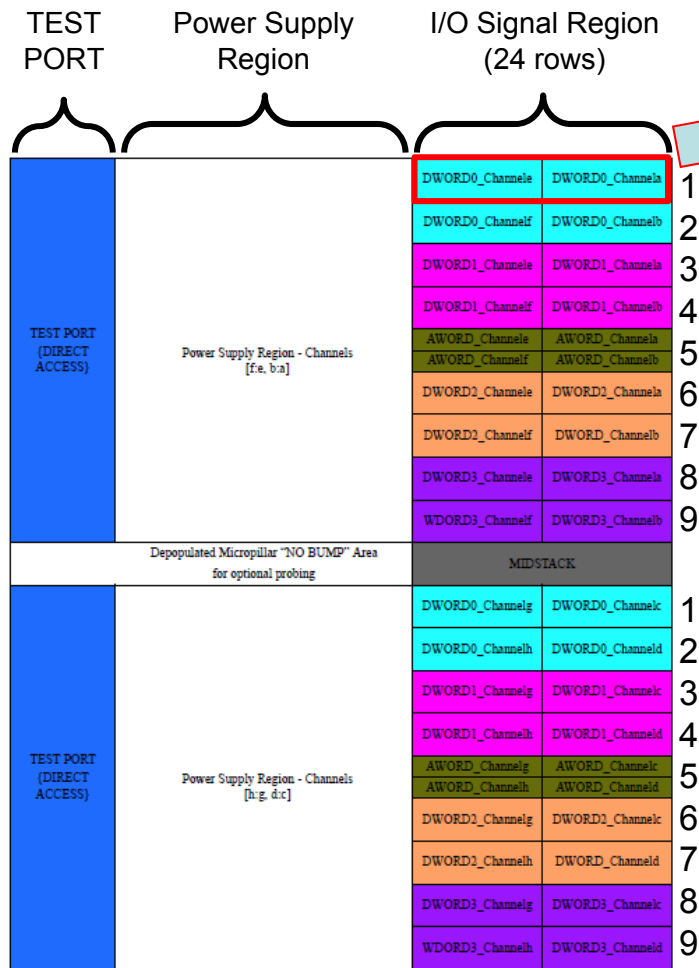 TEST
PORT
Power Supply
Region
I/O Signal Region
(24 rows)
DWORD0_Channele DWORD0_Channela 1
DWORD0_Channelf DWORD0_Channelb 2
DWORD1_Channele DWORD1_Channela 3
DWORD1_Channelf DWORD1_Channelb 4
AWORD_Channele AWORD_Channela
AWORD_Channelf AWORD_Channelb
5
DWORD2_Channele DWORD2_Channela 6
DWORD2_Channelf DWORD_Channelb 7
DWORD3_Channele DWORD3_Channela 8
WDORD3_Channelf DWORD3_Channelb 9
TEST PORT
{DIRECT
ACCESS}
Power Supply Region - Channels
[f:e, b:a]
Depopulated Micropillar “NO BUMP” Area
for optional probing
MIDSTACK
DWORD0_Channelg DWORD0_Channelc 1
DWORD0_Channelh DWORD0_Channeld 2
DWORD1_Channelg DWORD1_Channelc 3
DWORD1_Channelh DWORD1_Channeld 4
AWORD_Channelg AWORD_Channelc
AWORD_Channelh AWORD_Channeld
5
DWORD2_Channelg DWORD2_Channelc 6
DWORD2_Channelh DWORD_Channeld 7
DWORD3_Channelg DWORD3_Channelc 8
WDORD3_Channelh DWORD3_Channeld 9
TEST PORT
{DIRECT
ACCESS}
Power Supply Region - Channels
[h:g, d:c]